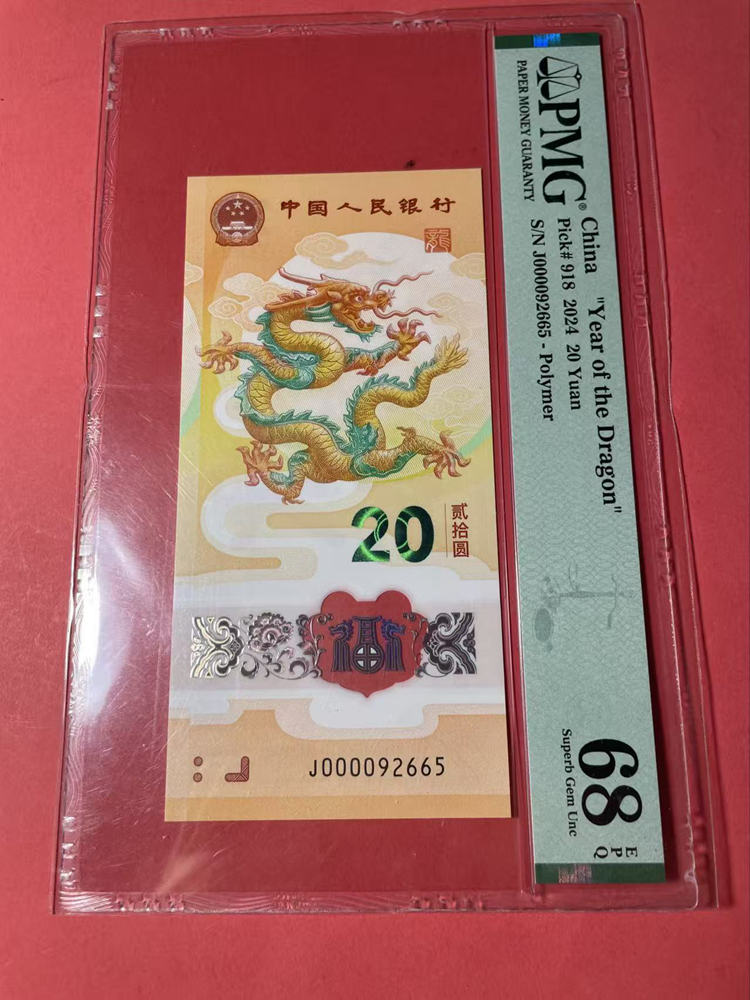 中国人民银行
龍
20
贰拾圆
J000092665
PMG®
PAPER MONEY GUARANTY
China "Year of the Dragon"
Pick# 918 2024 20 Yuan
S/N J000092665 - Polymer
68
EPQ
Superb Gem Unc